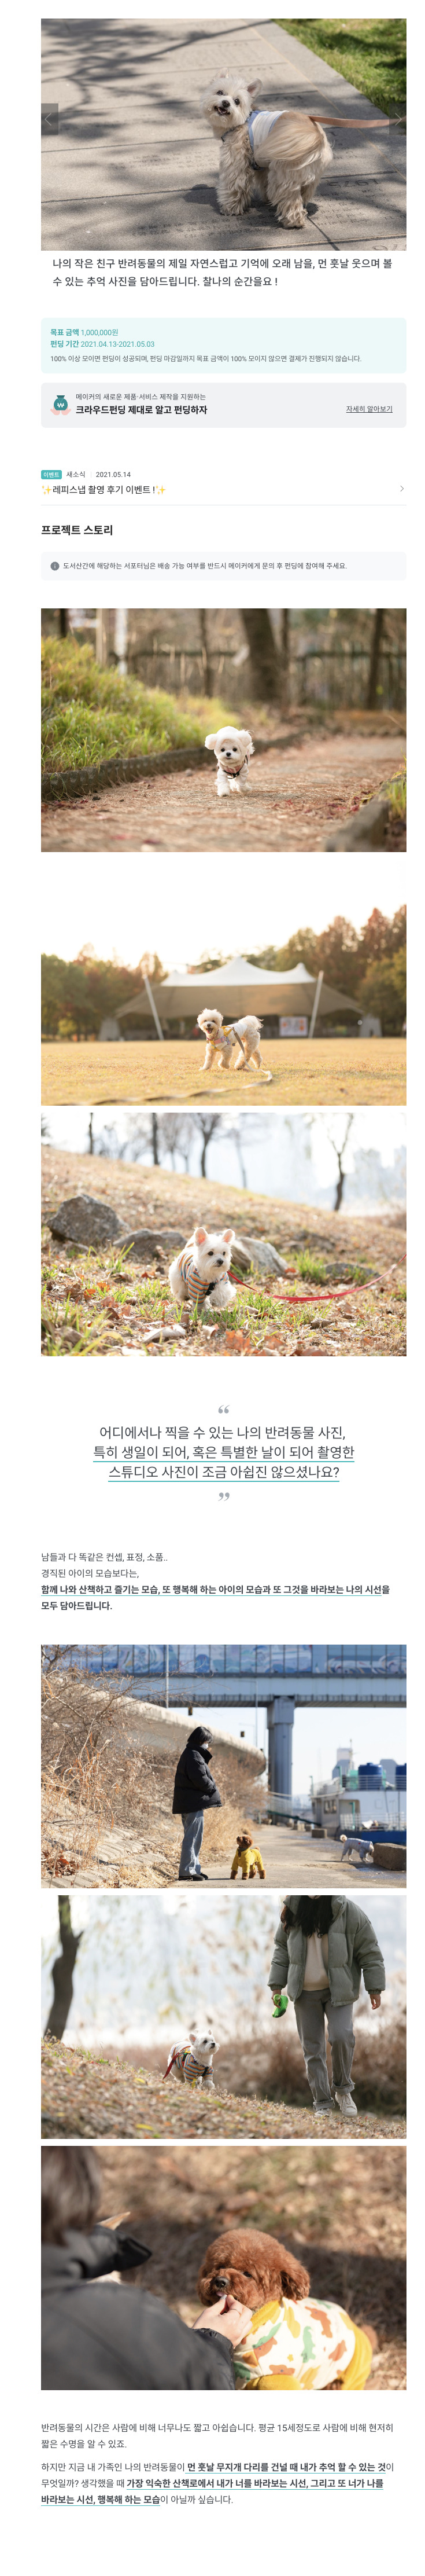 나의 작은 친구 반려동물의 제일 자연스럽고 기억에 오래 남을, 먼 훗날 웃으며 볼
수 있는 추억 사진을 담아드립니다. 찰나의 순간을요 !
목표 금액 1,000,000원
펀딩 기간 2021.04.13-2021.05.03
100% 이상 모이면 펀딩이 성공되며, 펀딩 마감일까지 목표 금액이 100% 모이지 않으면 결제가 진행되지 않습니다.
메이커의 새로운 제품·서비스 제작을 지원하는
크라우드펀딩 제대로 알고 펀딩하자
자세히 알아보기
이벤트 새소식 2021.05.14
✨레피스냅 촬영 후기 이벤트 !✨
프로젝트 스토리
도서산간에 해당하는 서포터님은 배송 가능 여부를 반드시 메이커에게 문의 후 펀딩에 참여해 주세요.
“
어디에서나 찍을 수 있는 나의 반려동물 사진,
특히 생일이 되어, 혹은 특별한 날이 되어 촬영한
스튜디오 사진이 조금 아쉽진 않으셨나요?
”
남들과 다 똑같은 컨셉, 표정, 소품..
경직된 아이의 모습보다는,
함께 나와 산책하고 즐기는 모습, 또 행복해 하는 아이의 모습과 또 그것을 바라보는 나의 시선을
모두 담아드립니다.
반려동물의 시간은 사람에 비해 너무나도 짧고 아쉽습니다. 평균 15세정도로 사람에 비해 현저히
짧은 수명을 알 수 있죠.
하지만 지금 내 가족인 나의 반려동물이 먼 훗날 무지개 다리를 건널 때 내가 추억 할 수 있는 것이
무엇일까? 생각했을 때 가장 익숙한 산책로에서 내가 너를 바라보는 시선, 그리고 또 너가 나를
바라보는 시선, 행복해 하는 모습이 아닐까 싶습니다.